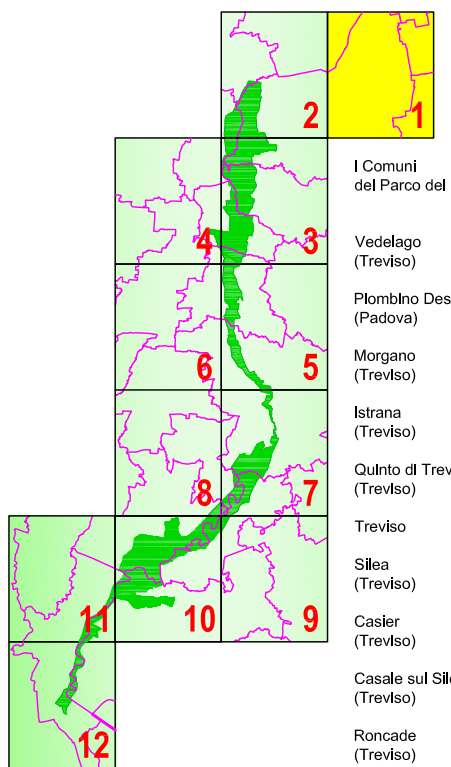 2
1
I Comuni
del Parco del
4
3
Vedelago
(Treviso)
Piombino Des
(Padova)
6
5
Morgano
(Treviso)
Istrana
(Treviso)
8
7
Quinto di Trev
(Treviso)
Treviso
Silea
(Treviso)
11
10
9
Casier
(Treviso)
Casale sul Sile
(Treviso)
12
Roncade
(Treviso)